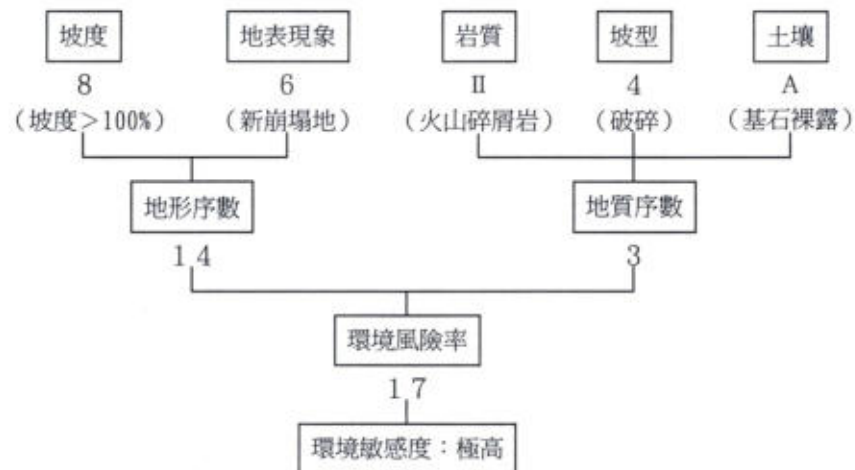 坡度 地表現象 岩質 坡型 土壤
8 6 II 4 A
(坡度>100%) (新崩塌地) (火山碎屑岩) (破碎) (基石裸露)
地形序數 地質序數
14 3
環境風險率
17
環境敏感度：極高